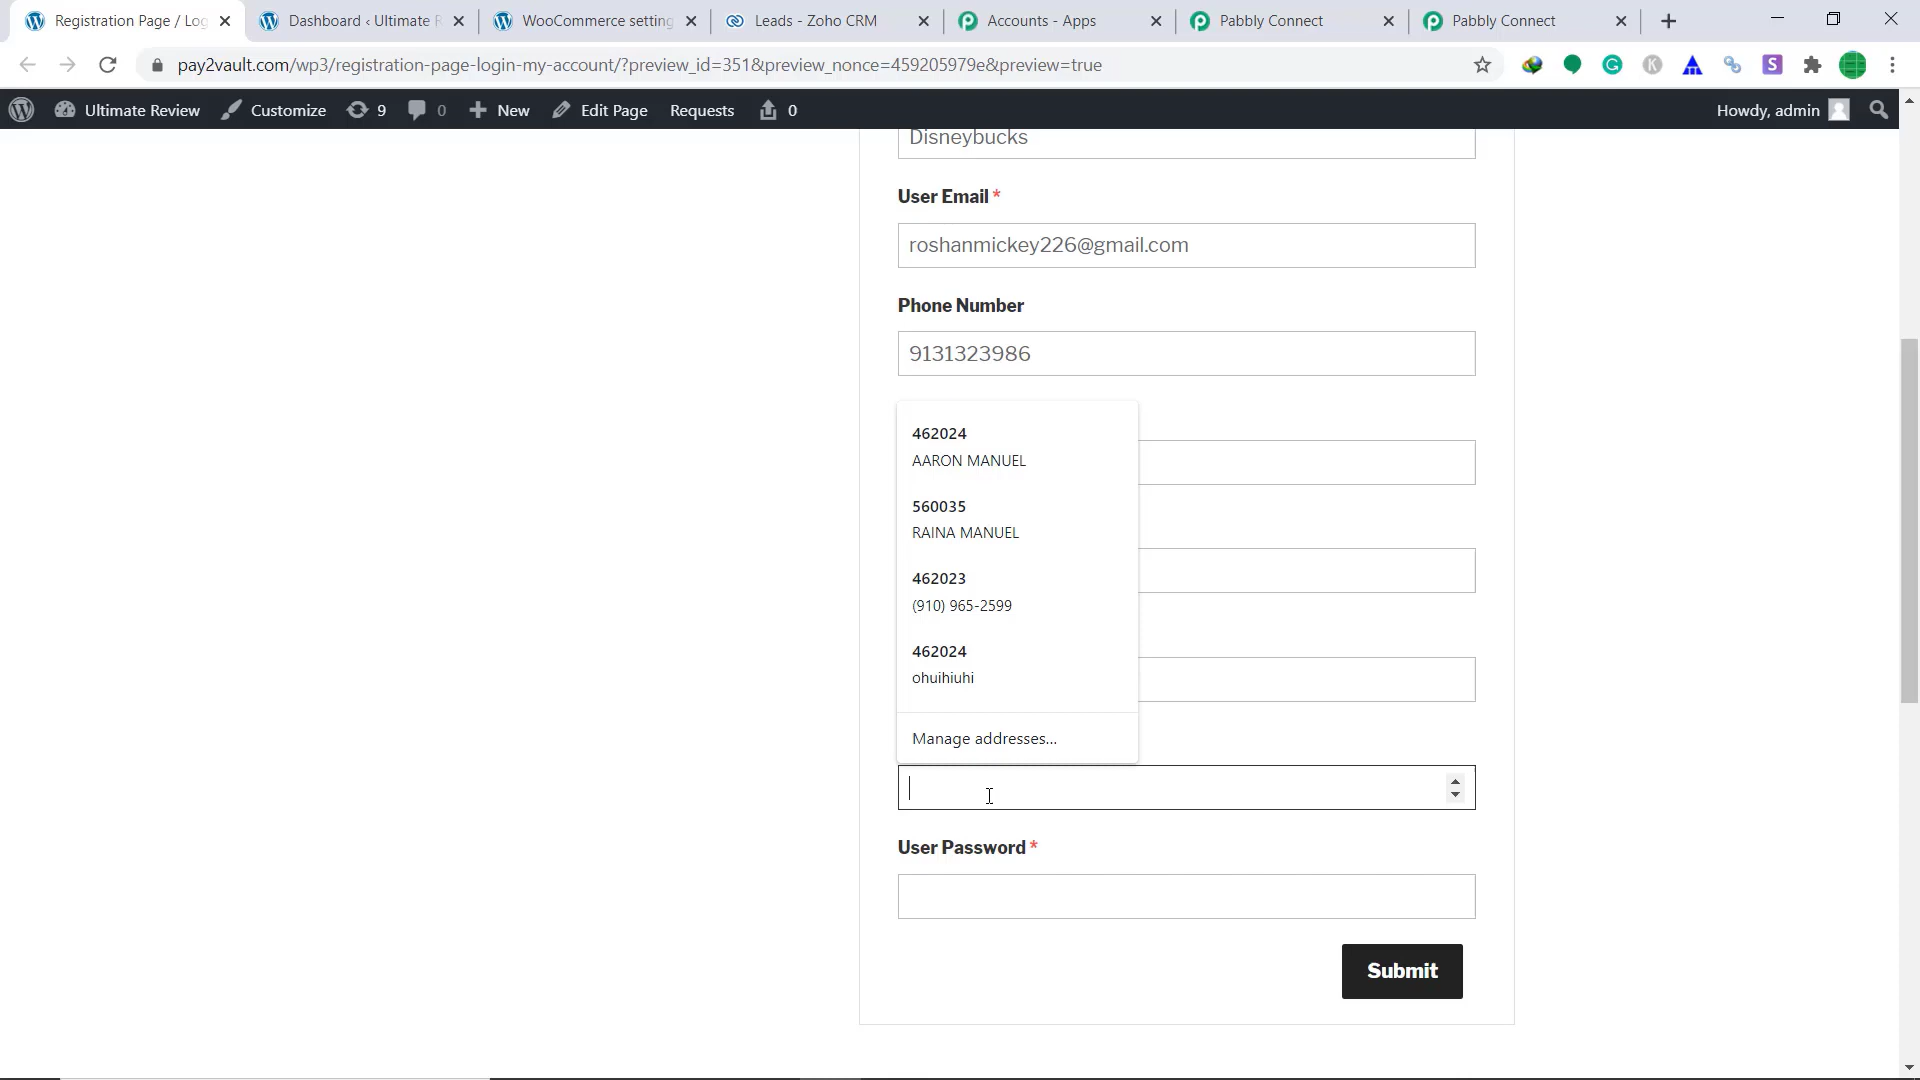 Registration Page / Log
Dashboard ‹ Ultimate R
WooCommerce setting
Leads - Zoho CRM
Accounts - Apps
Pabbly Connect
Pabbly Connect
pay2vault.com/wp3/registration-page-login-my-account/?preview_id=351&preview_nonce=459205979e&preview=true
Ultimate Review
Customize
9
0
New
Edit Page
Requests
0
Howdy, admin
Disneybucks
User Email *
roshanmickey226@gmail.com
Phone Number
9131323986
462024
AARON MANUEL
560035
RAINA MANUEL
462023
(910) 965-2599
462024
ohuihiuhi
Manage addresses...
User Password *
Submit